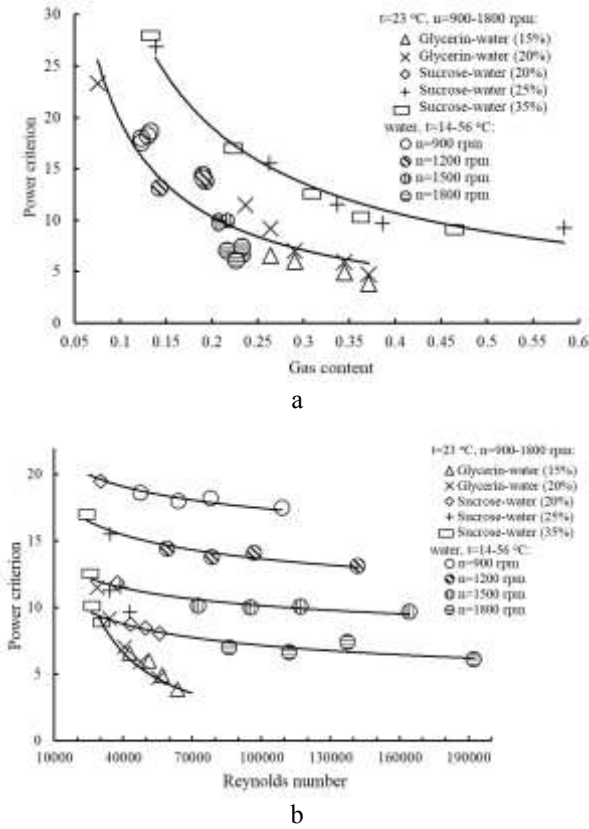 30
25
20
15
10
5
0
Power criterion
0.05
0.1
0.15
0.2
0.25
0.3
0.35
0.4
0.45
0.5
0.55
0.6
Gas content
t=23 °C, n=900-1800 rpm:
Glycerin-water (15%)
Glycerin-water (20%)
Sucrose-water (20%)
Sucrose-water (25%)
Sucrose-water (35%)
water, t=14-56 °C:
n=900 rpm
n=1200 rpm
n=1500 rpm
n=1800 rpm
a
20
15
10
5
0
Power criterion
10000
40000
70000
100000
130000
160000
190000
Reynolds number
t=23 °C, n=900-1800 rpm:
Glycerin-water (15%)
Glycerin-water (20%)
Sucrose-water (20%)
Sucrose-water (25%)
Sucrose-water (35%)
water, t=14-56 °C:
n=900 rpm
n=1200 rpm
n=1500 rpm
n=1800 rpm
b